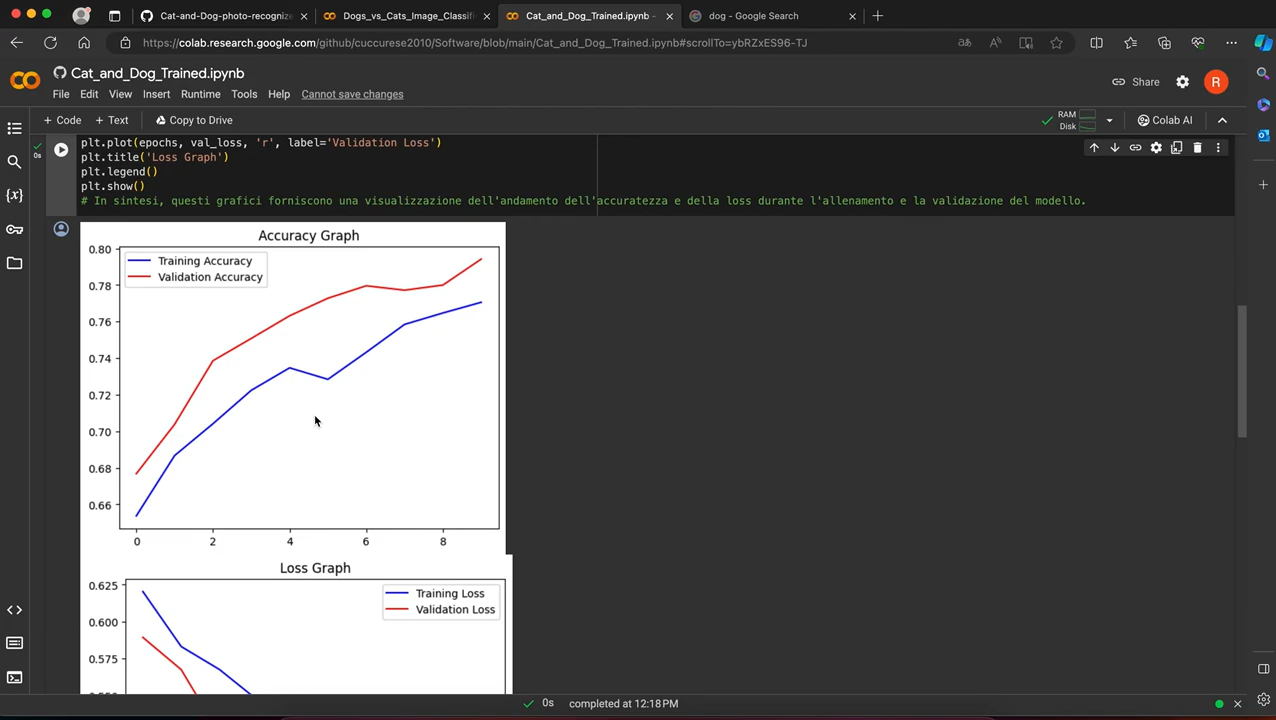 Cat-and-Dog-photo-recognize
Dogs_vs_Cats_Image_Classifi
Cat_and_Dog_Trained.ipynb -
dog - Google Search
https://colab.research.google.com/github/cuccurese2010/Software/blob/main/Cat_and_Dog_Trained.ipynb#scrollTo=ybRZxES96-TJ
Cat_and_Dog_Trained.ipynb
File Edit View Insert Runtime Tools Help Cannot save changes
Share
R
+ Code + Text Copy to Drive
RAM
Disk
Colab AI
0s
plt.plot(epochs, val_loss, 'r', label='Validation Loss')
plt.title('Loss Graph')
plt.legend()
plt.show()
# In sintesi, questi grafici forniscono una visualizzazione dell'andamento dell'accuratezza e della loss durante l'allenamento e la validazione del modello.
Accuracy Graph
Training Accuracy
Validation Accuracy
0.80
0.78
0.76
0.74
0.72
0.70
0.68
0.66
0 2 4 6 8
Loss Graph
Training Loss
Validation Loss
0.625
0.600
0.575
0s completed at 12:18 PM